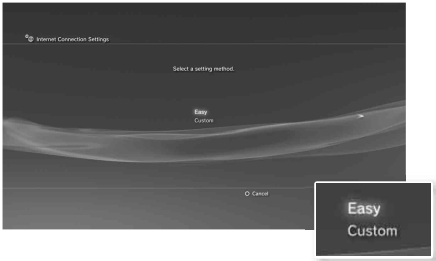 Internet Connection Settings
Select a setting method.
Easy
Custom
Cancel
Easy
Custom